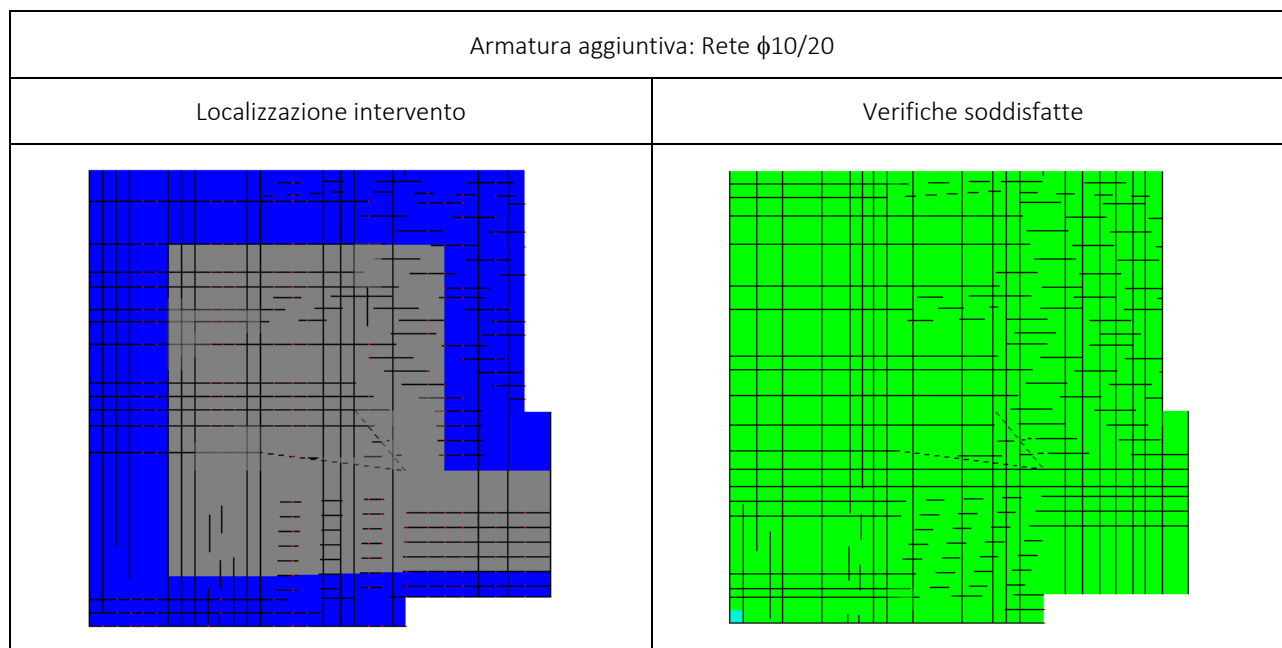 Armatura aggiuntiva: Rete ϕ10/20
Localizzazione intervento
Verifiche soddisfatte